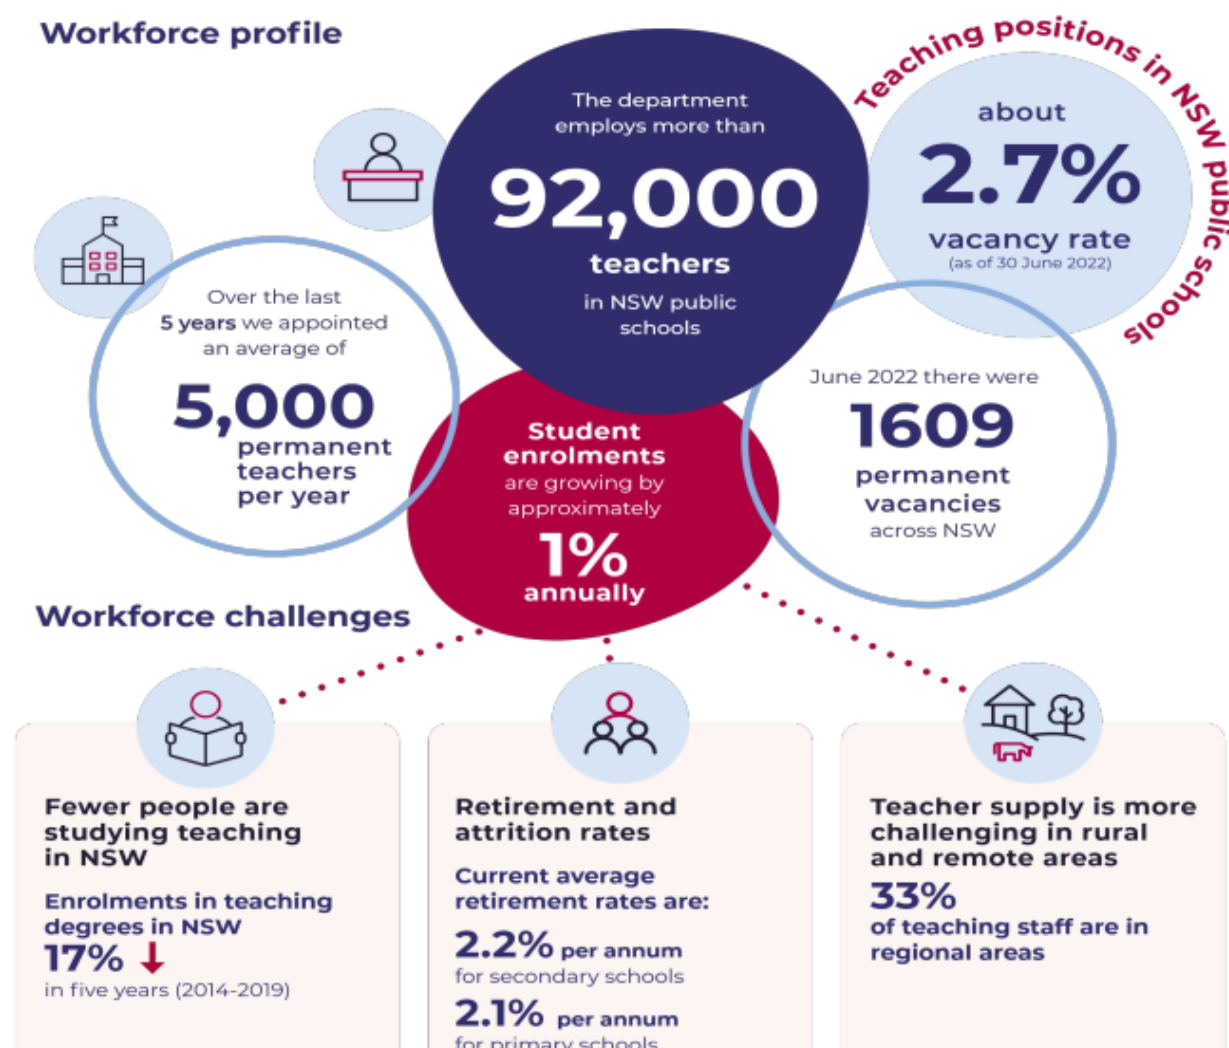 Workforce profile
The department
employs more than
92,000
teachers
in NSW public
schools
Teaching positions in NSW public schools
about
2.7%
vacancy rate
(as of 30 June 2022)
Over the last
5 years we appointed
an average of
5,000
permanent
teachers
per year
Student
enrolments
are growing by
approximately
1%
annually
June 2022 there were
1609
permanent
vacancies
across NSW
Workforce challenges
Fewer people are
studying teaching
in NSW
Enrolments in teaching
degrees in NSW
17%
in five years (2014-2019)
Retirement and
attrition rates
Current average
retirement rates are:
2.2% per annum
for secondary schools
2.1% per annum
for primary schools
Teacher supply is more
challenging in rural
and remote areas
33%
of teaching staff are in
regional areas